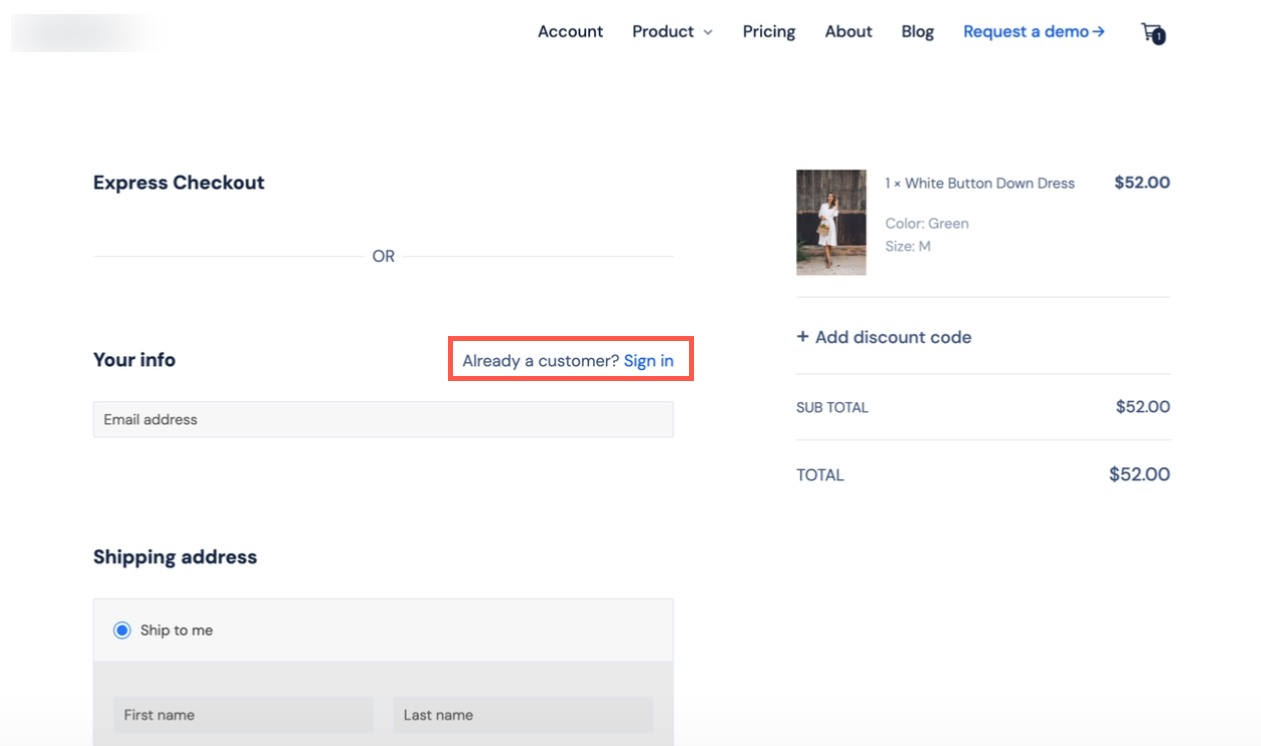 Account Product Pricing About Blog Request a demo → 1
Express Checkout
OR
Your info
Already a customer? Sign in
Email address
Shipping address
Ship to me
First name Last name
1 × White Button Down Dress $52.00
Color: Green
Size: M
+ Add discount code
SUB TOTAL $52.00
TOTAL $52.00